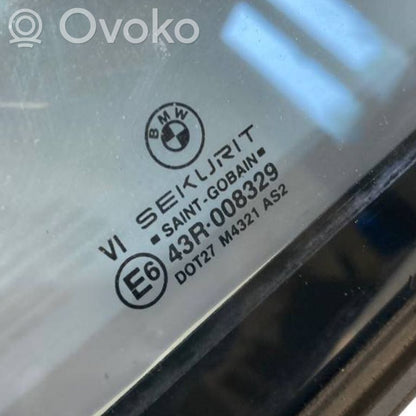 Ovoko
BMW
SEKURIT
SAINT-GOBAIN
VI
E6 43R-008329
DOT27 M4321 AS2